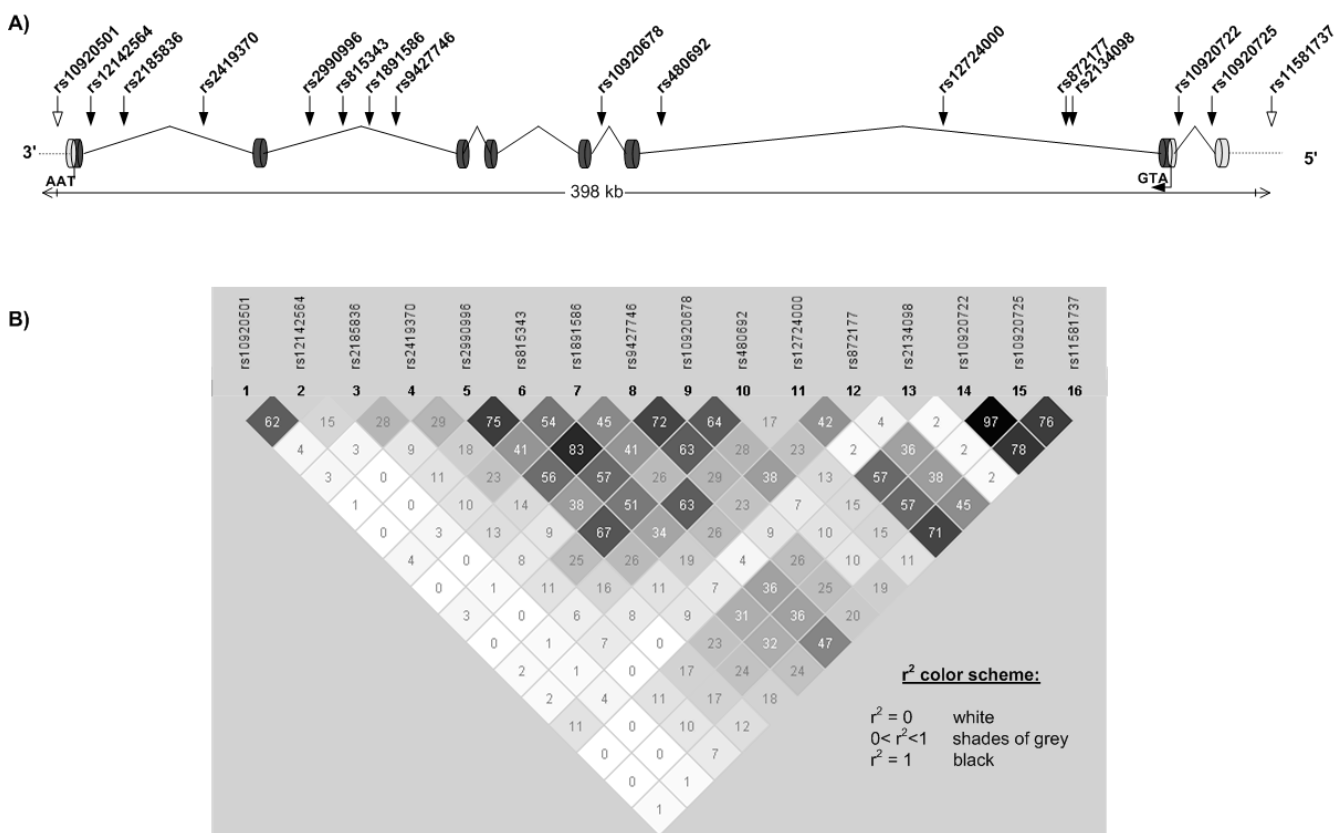 A)
rs10920501 rs12142564 rs2185836 rs2419370 rs2990996 rs815343 rs1891586 rs9427746 rs10920678 rs480692 rs12724000 rs872177 rs2134098 rs10920722 rs10920725 rs11581737
3' 5'
AAT GTA
398 kb
B)
rs10920501 rs12142564 rs2185836 rs2419370 rs2990996 rs815343 rs1891586 rs9427746 rs10920678 rs480692 rs12724000 rs872177 rs2134098 rs10920722 rs10920725 rs11581737
1 2 3 4 5 6 7 8 9 10 11 12 13 14 15 16
62 15 28 29 75 54 45 72 64 17 42 4 2 97 76
4 3 9 18 41 83 41 63 28 23 2 36 2 78
3 0 11 23 56 57 26 29 38 13 57 38 2
1 0 10 14 38 51 63 23 7 15 57 45
0 3 13 9 67 34 26 9 10 15 71
4 0 8 25 26 19 4 26 10 11
0 1 11 16 11 7 36 25 19
3 0 6 8 9 31 36 20
0 1 7 0 23 32 47
2 1 0 17 24 24
2 4 11 17 18
11 0 10 12
0 0 7
0 1
1
r² color scheme:
r² = 0 white
0< r²<1 shades of grey
r² = 1 black